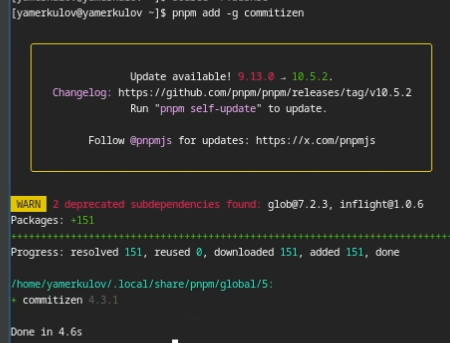 [yamerkulov@yamerkulov ~]$ pnpm add -g commitizen
Update available! 9.13.0 → 10.5.2.
Changelog: https://github.com/pnpm/pnpm/releases/tag/v10.5.2
Run "pnpm self-update" to update.
Follow @pnpmjs for updates: https://x.com/pnpmjs
WARN 2 deprecated subdependencies found: glob@7.2.3, inflight@1.0.6
Packages: +151
++++++++++++++++++++++++++++++++++++++++++++++++++++++++++++++++++++++++
Progress: resolved 151, reused 0, downloaded 151, added 151, done
/home/yamerkulov/.local/share/pnpm/global/5:
+ commitizen 4.3.1
Done in 4.6s